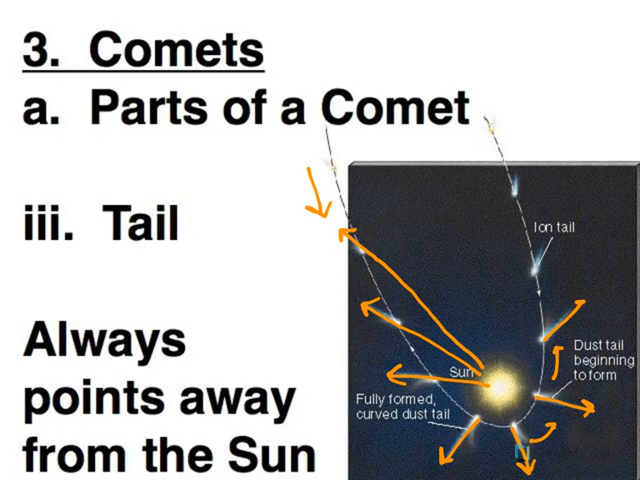 3. Comets
a. Parts of a Comet
iii. Tail
Always
points away
from the Sun
Ion tail
Sun
Dust tail
beginning
to form
Fully formed,
curved dust tail